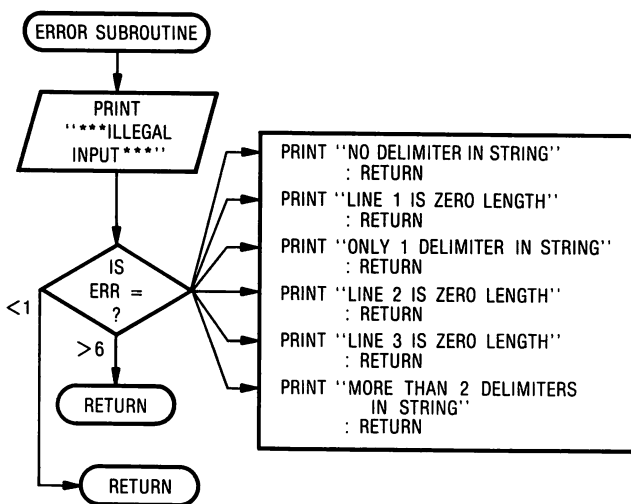 ERROR SUBROUTINE
PRINT
"***ILLEGAL
INPUT***"
IS
ERR =
?
<1
>6
RETURN
RETURN
PRINT "NO DELIMITER IN STRING"
: RETURN
PRINT "LINE 1 IS ZERO LENGTH"
: RETURN
PRINT "ONLY 1 DELIMITER IN STRING"
: RETURN
PRINT "LINE 2 IS ZERO LENGTH"
: RETURN
PRINT "LINE 3 IS ZERO LENGTH"
: RETURN
PRINT "MORE THAN 2 DELIMITERS
IN STRING"
: RETURN